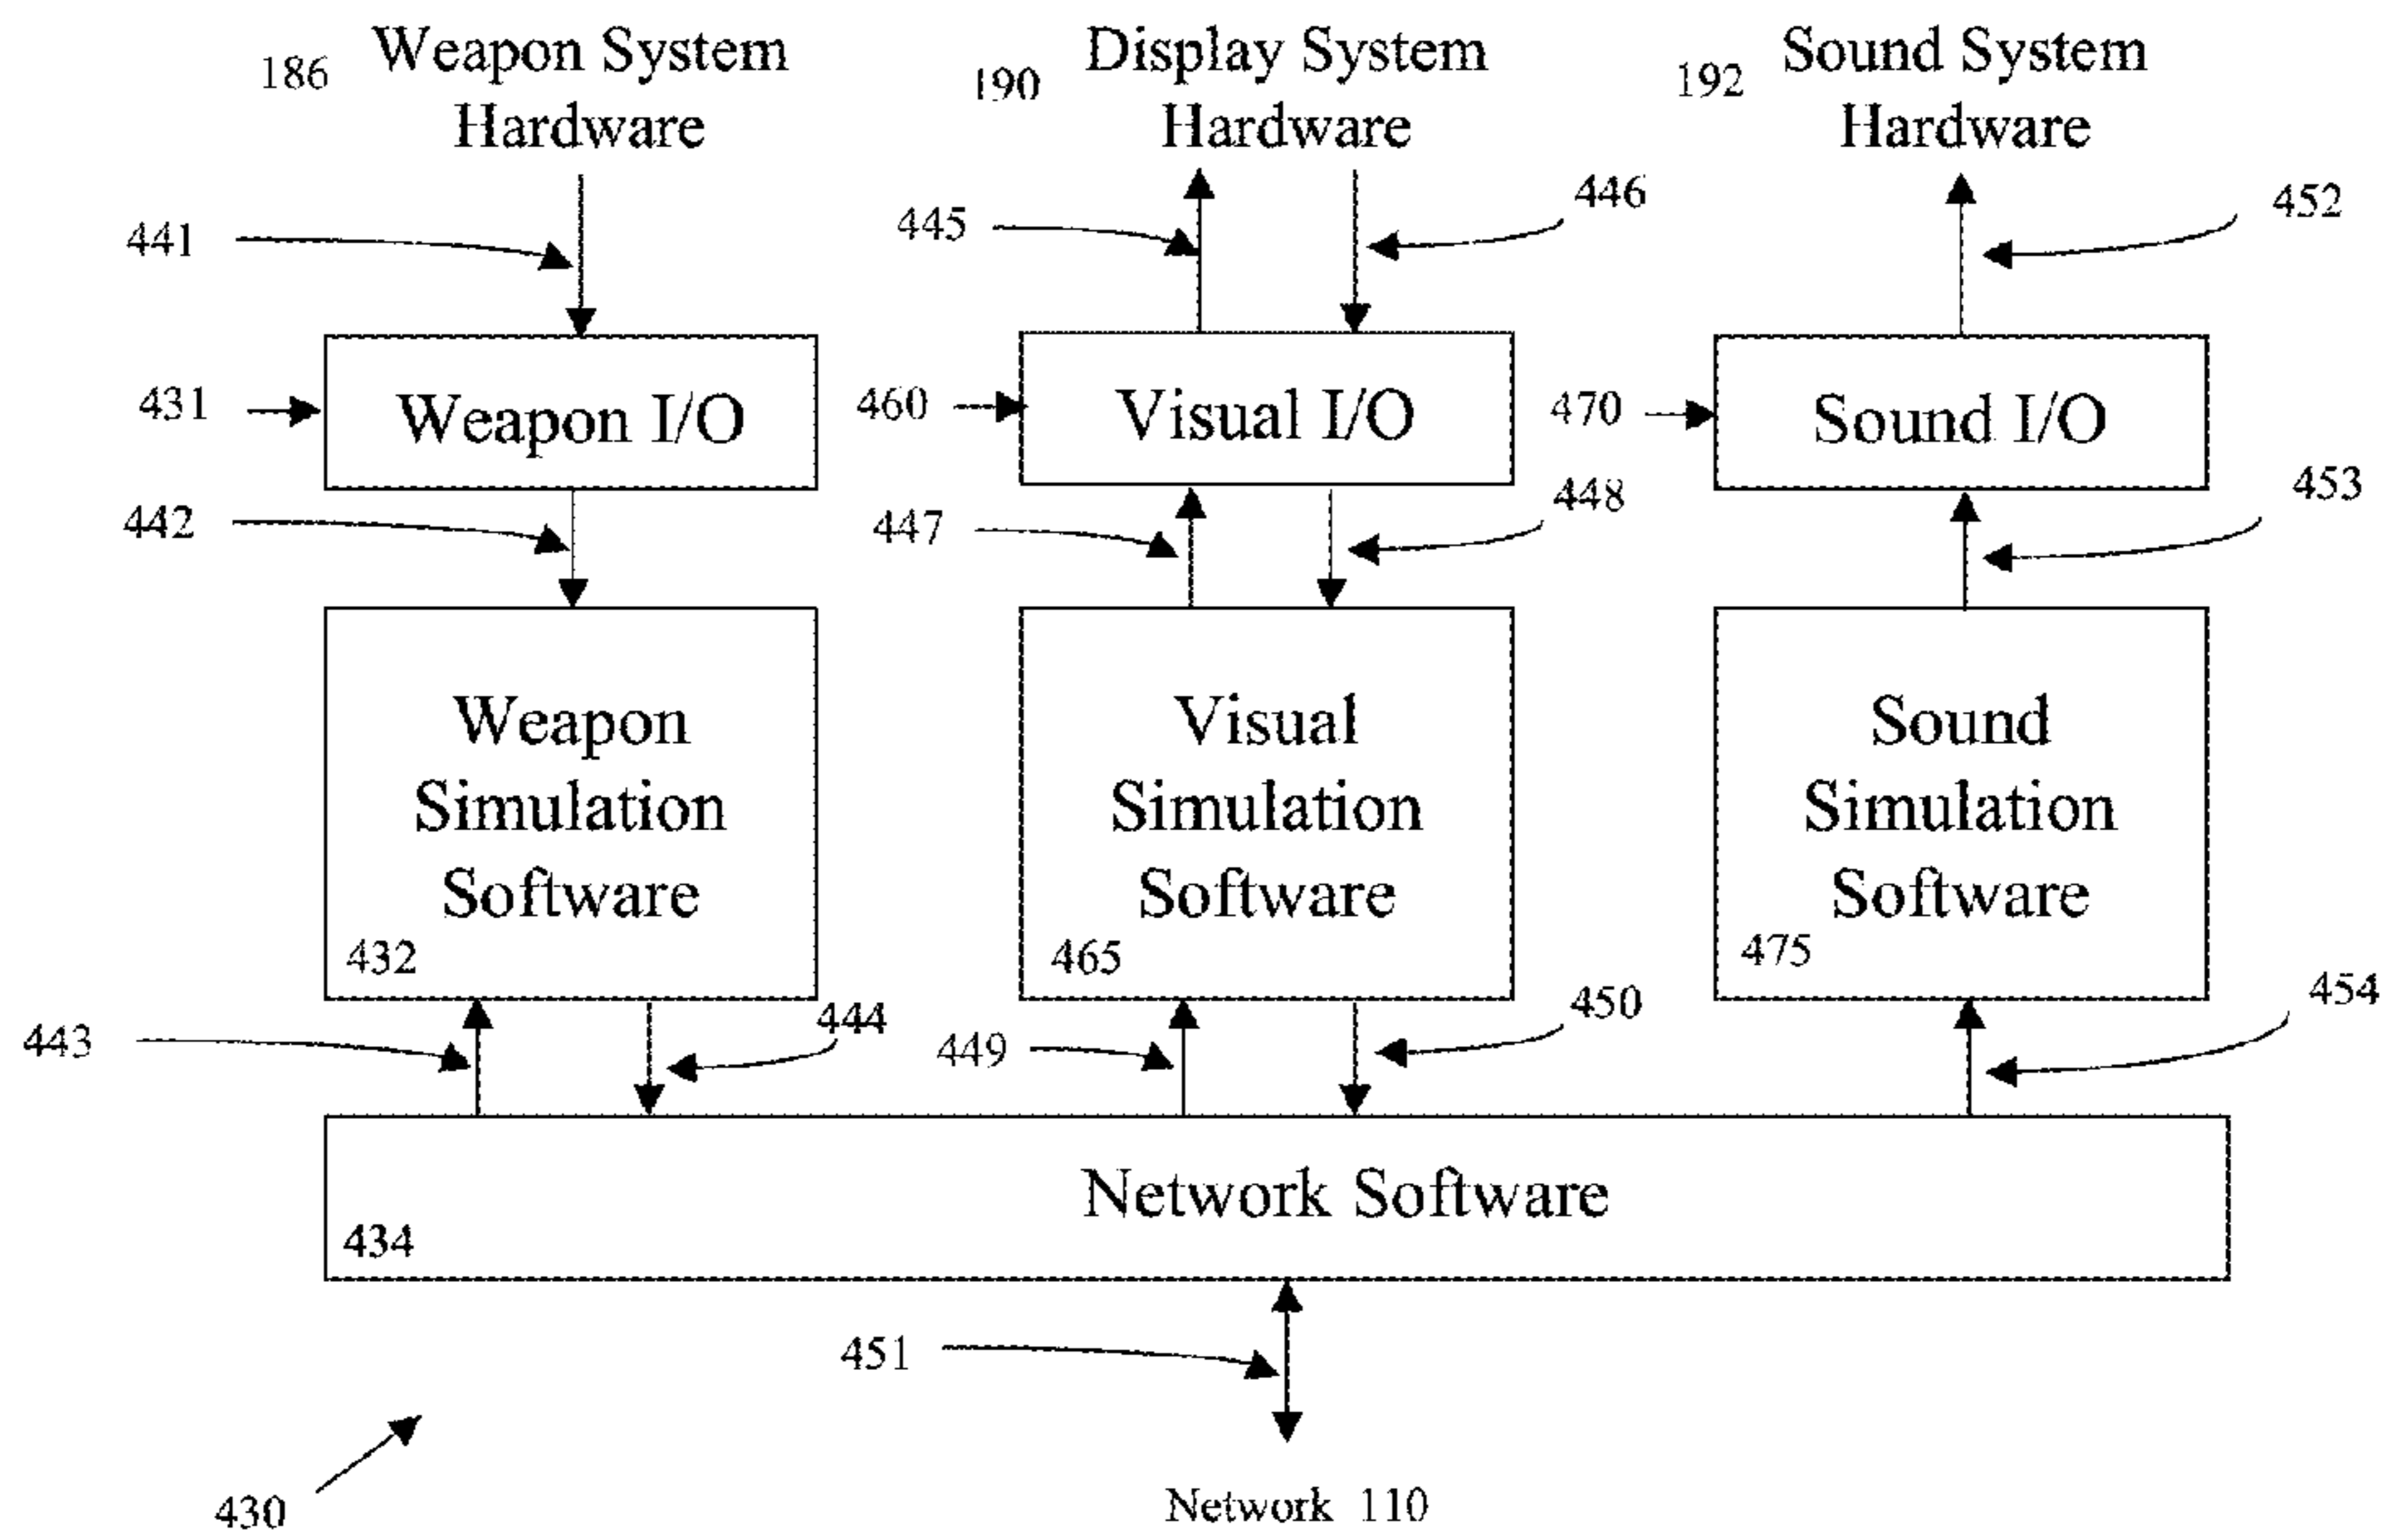 186
Weapon System
Hardware
190
Display System
Hardware
192
Sound System
Hardware
441
445
446
452
431
Weapon I/O
460
Visual I/O
470
Sound I/O
442
447
448
453
Weapon
Simulation
Software
432
Visual
Simulation
Software
465
Sound
Simulation
Software
475
443
444
449
450
454
Network Software
434
451
430
Network 110